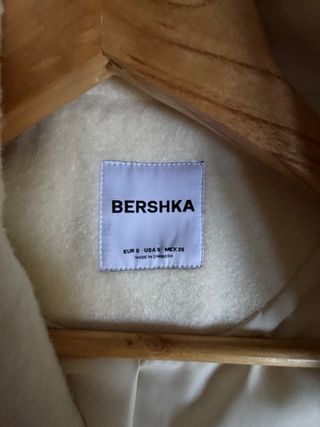 BERSHKA
EUR S USA S MEX 26
MADE IN CAMBODIA